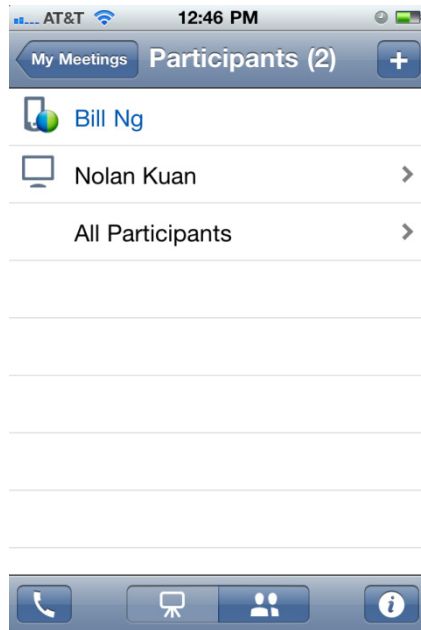 AT&T 12:46 PM
My Meetings Participants (2) +
Bill Ng
Nolan Kuan
All Participants